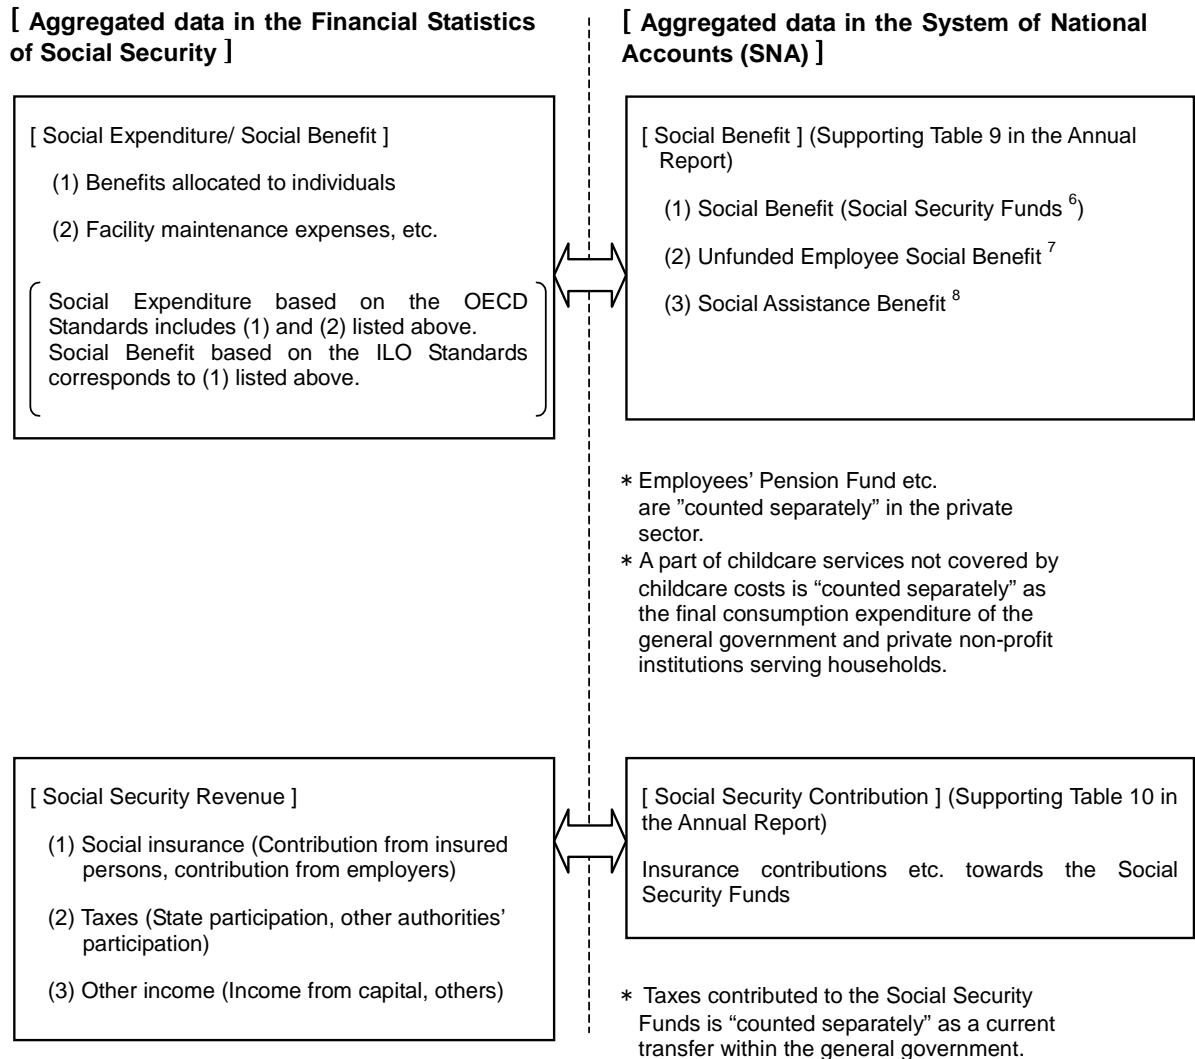 [ Aggregated data in the Financial Statistics
of Social Security ]
[ Social Expenditure/ Social Benefit ]
(1) Benefits allocated to individuals
(2) Facility maintenance expenses, etc.
Social Expenditure based on the OECD
Standards includes (1) and (2) listed above.
Social Benefit based on the ILO Standards
corresponds to (1) listed above.
[ Aggregated data in the System of National
Accounts (SNA) ]
[ Social Benefit ] (Supporting Table 9 in the Annual
Report)
(1) Social Benefit (Social Security Funds 6)
(2) Unfunded Employee Social Benefit 7
(3) Social Assistance Benefit 8
* Employees’ Pension Fund etc.
are ”counted separately” in the private
sector.
* A part of childcare services not covered by
childcare costs is “counted separately” as
the final consumption expenditure of the
general government and private non-profit
institutions serving households.
[ Social Security Revenue ]
(1) Social insurance (Contribution from insured
persons, contribution from employers)
(2) Taxes (State participation, other authorities’
participation)
(3) Other income (Income from capital, others)
[ Social Security Contribution ] (Supporting Table 10 in
the Annual Report)
Insurance contributions etc. towards the Social
Security Funds
* Taxes contributed to the Social Security
Funds is “counted separately” as a current
transfer within the general government.